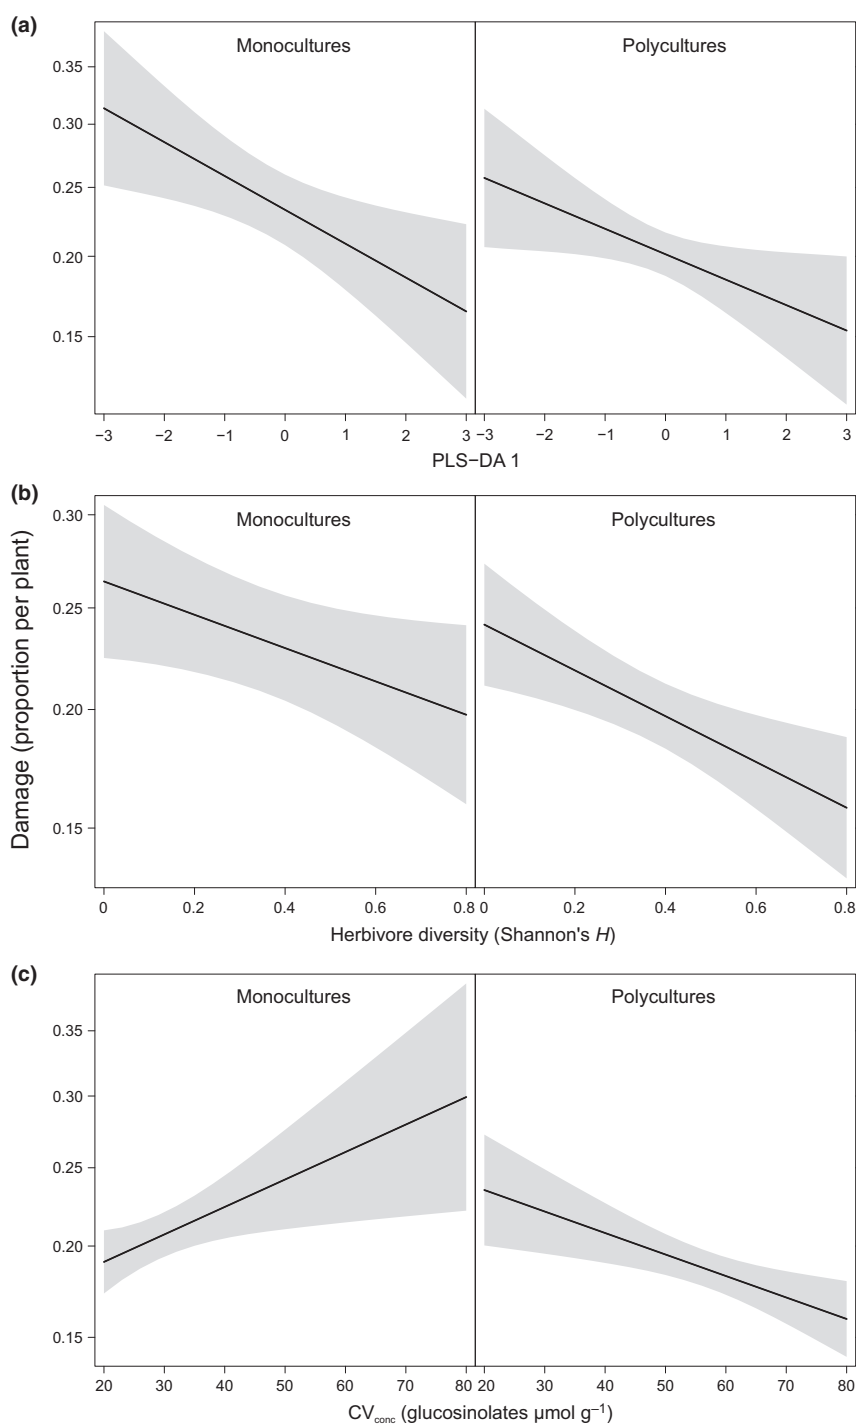 (a)
Monocultures
Polycultures
0.35
0.30
0.25
0.20
0.15
−3 −2 −1 0 1 2 3 −3 −2 −1 0 1 2 3
PLS−DA 1
(b)
Monocultures
Polycultures
0.30
0.25
0.20
0.15
0 0.2 0.4 0.6 0.8 0 0.2 0.4 0.6 0.8
Herbivore diversity (Shannon's H)
Damage (proportion per plant)
(c)
Monocultures
Polycultures
0.35
0.30
0.25
0.20
0.15
20 30 40 50 60 70 80 20 30 40 50 60 70 80
CVconc (glucosinolates μmol g–1)